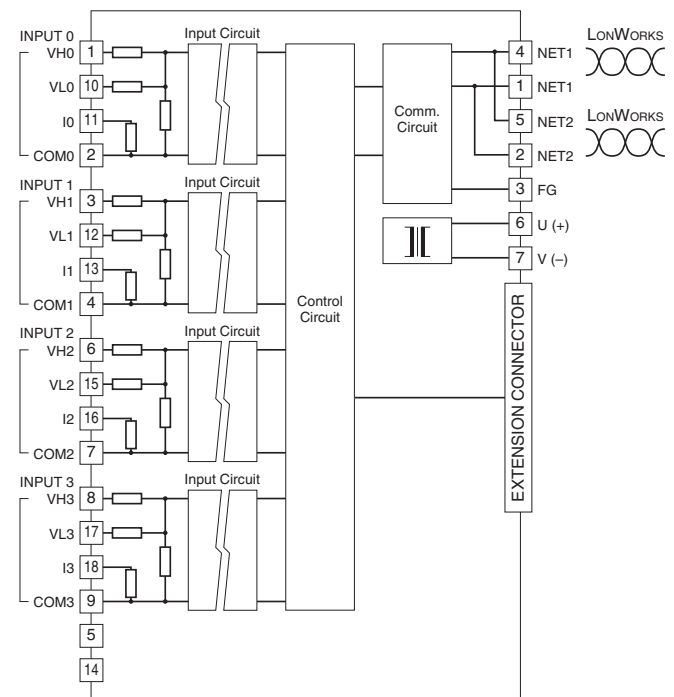 INPUT 0
VH0 1
VL0 10
I0 11
COM0 2
Input Circuit
INPUT 1
VH1 3
VL1 12
I1 13
COM1 4
Input Circuit
INPUT 2
VH2 6
VL2 15
I2 16
COM2 7
Input Circuit
INPUT 3
VH3 8
VL3 17
I3 18
COM3 9
Input Circuit
5
14
Control
Circuit
Comm.
Circuit
4 NET1
1 NET1
5 NET2
2 NET2
3 FG
6 U (+)
7 V (–)
LONWORKS
LONWORKS
EXTENSION CONNECTOR